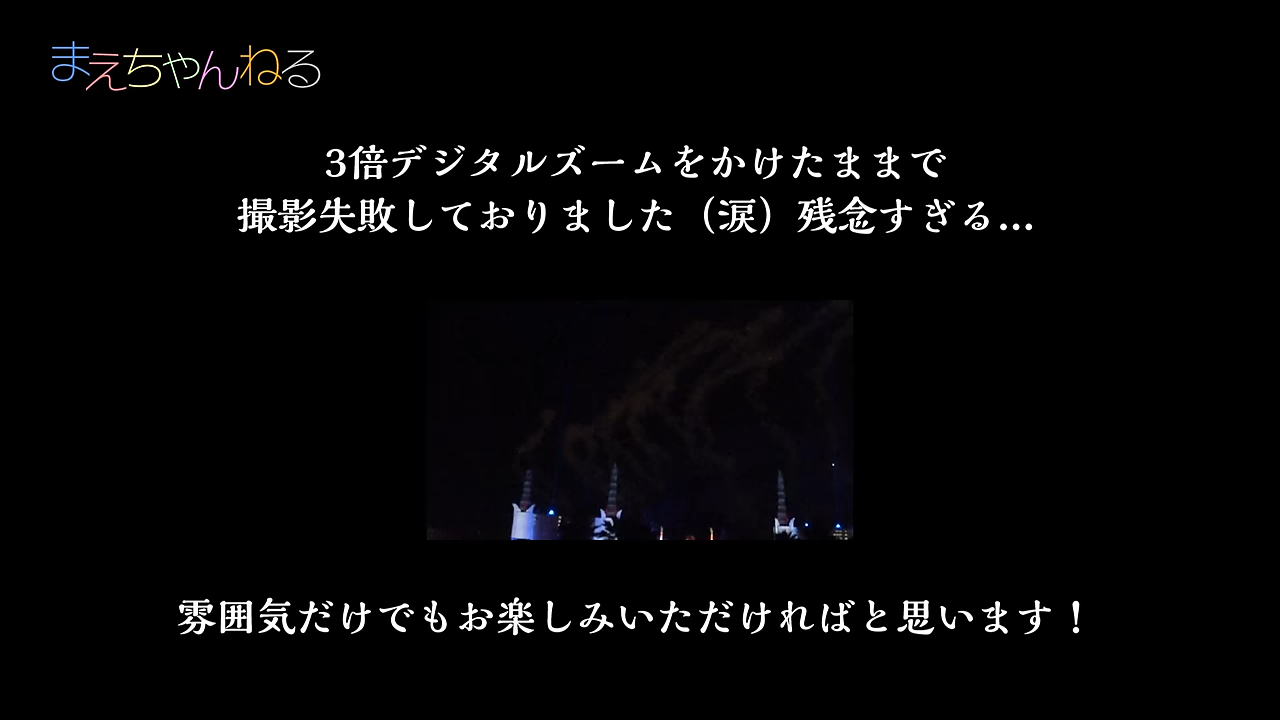 まえちゃんねる
3倍デジタルズームをかけたままで
撮影失敗しておりました（涙）残念すぎる…
雰囲気だけでもお楽しみいただければと思います！